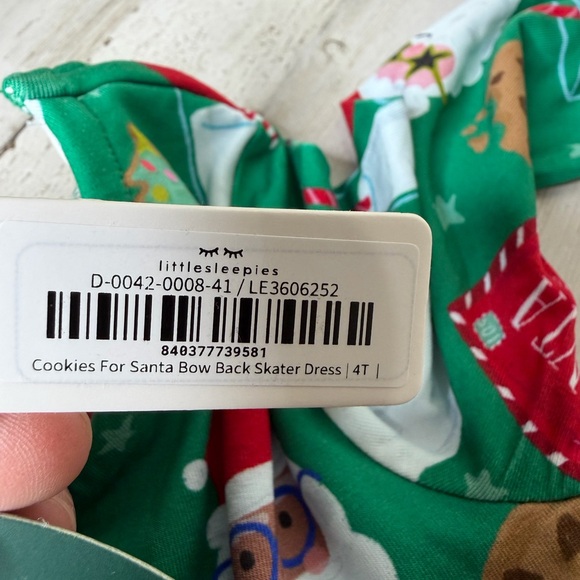 littlesleepies
D-0042-0008-41 / LE3606252
840377739581
Cookies For Santa Bow Back Skater Dress | 4T |